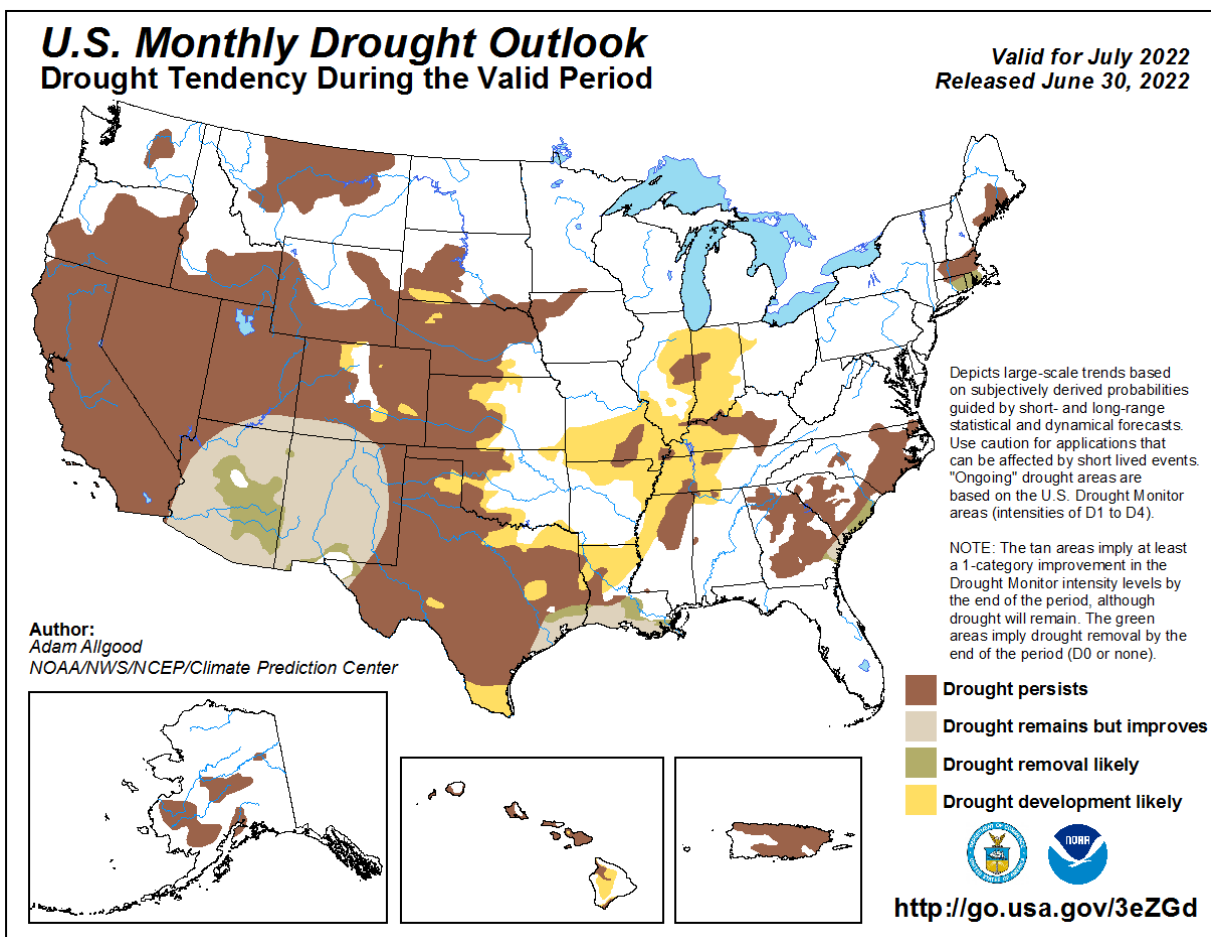 U.S. Monthly Drought Outlook
Drought Tendency During the Valid Period
Valid for July 2022
Released June 30, 2022
Depicts large-scale trends based
on subjectively derived probabilities
guided by short- and long-range
statistical and dynamical forecasts.
Use caution for applications that
can be affected by short lived events.
"Ongoing" drought areas are
based on the U.S. Drought Monitor
areas (intensities of D1 to D4).
NOTE: The tan areas imply at least
a 1-category improvement in the
Drought Monitor intensity levels by
the end of the period, although
drought will remain. The green
areas imply drought removal by the
end of the period (D0 or none).
Author:
Adam Allgood
NOAA/NWS/NCEP/Climate Prediction Center
Drought persists
Drought remains but improves
Drought removal likely
Drought development likely
NOAA
http://go.usa.gov/3eZGd